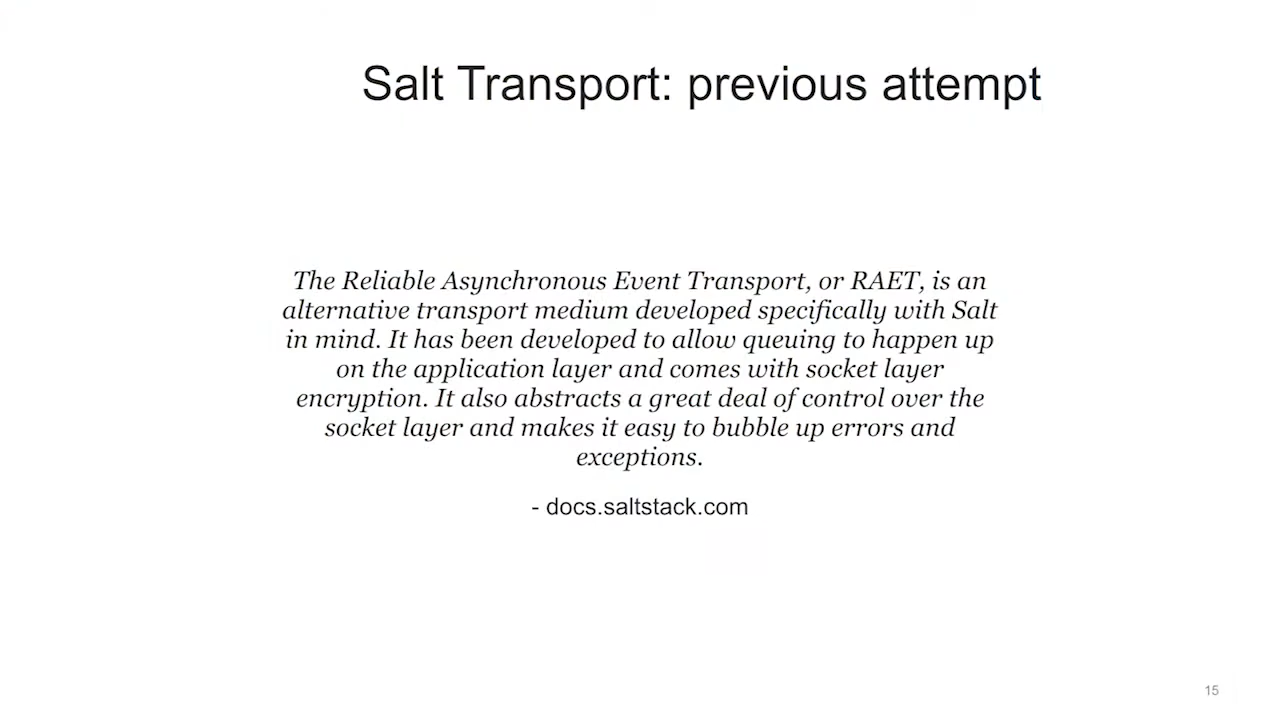 Salt Transport: previous attempt
The Reliable Asynchronous Event Transport, or RAET, is an
alternative transport medium developed specifically with Salt
in mind. It has been developed to allow queuing to happen up
on the application layer and comes with socket layer
encryption. It also abstracts a great deal of control over the
socket layer and makes it easy to bubble up errors and
exceptions.
- docs.saltstack.com
15